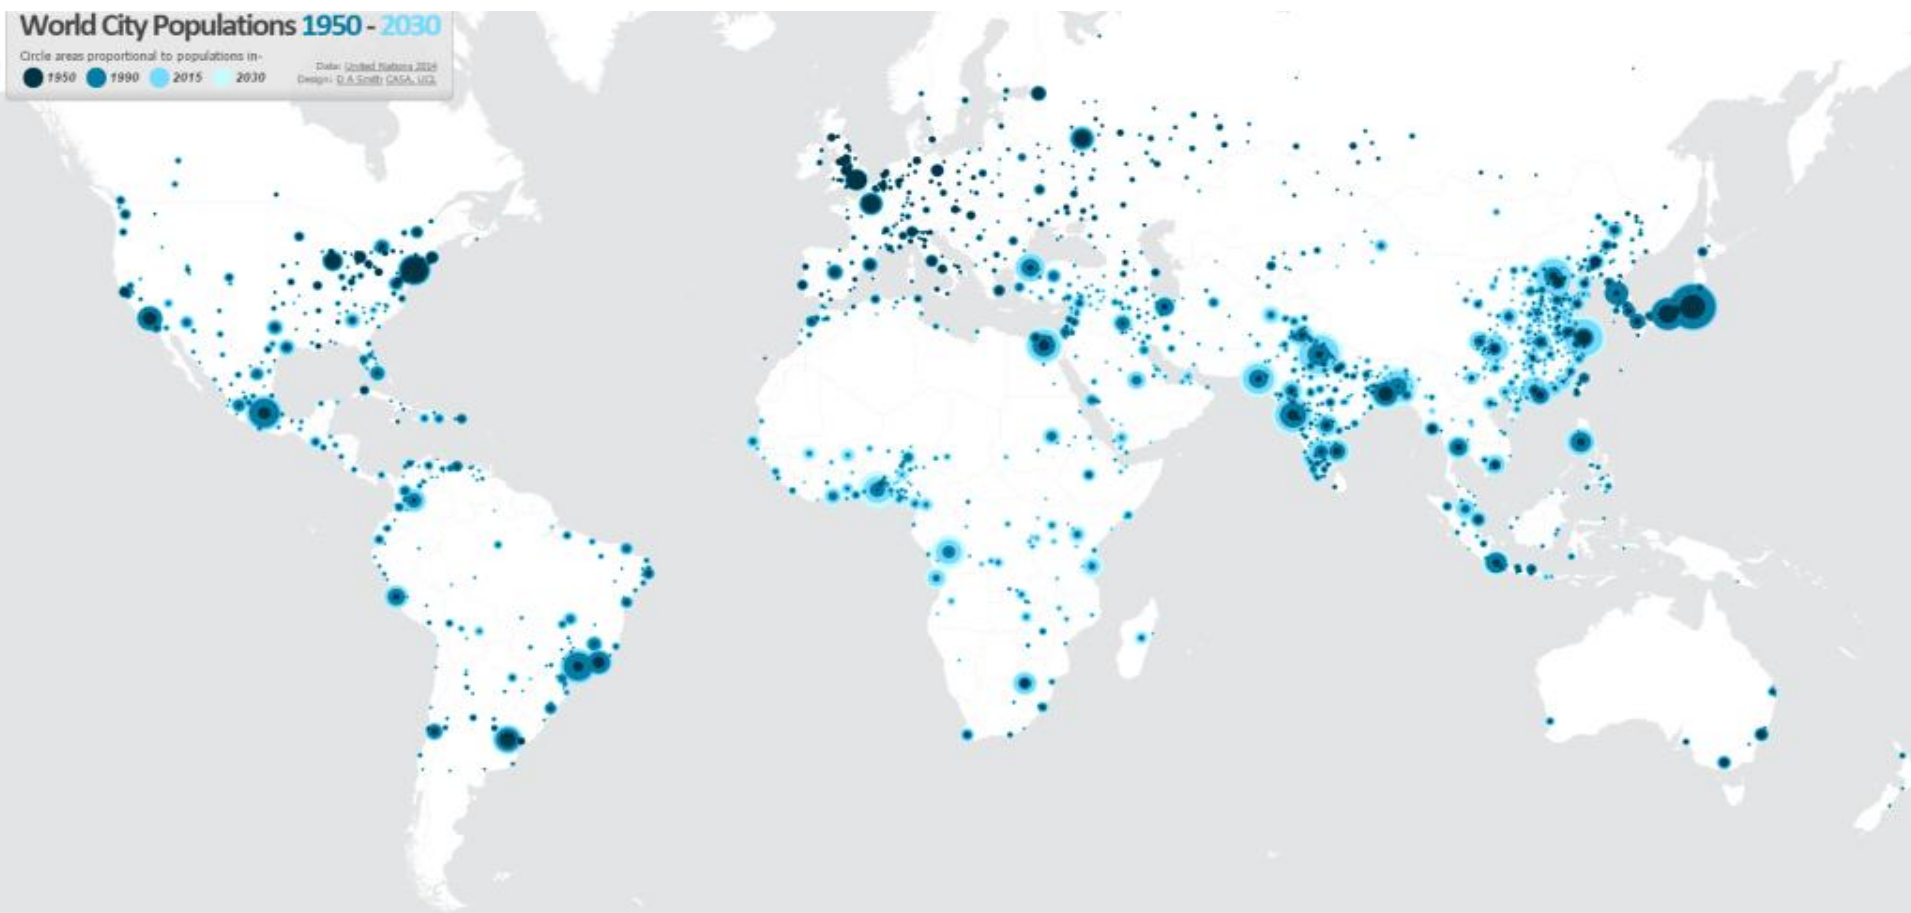 World City Populations 1950 - 2030
Circle areas proportional to populations in-
1950 1990 2015 2030
Data: United Nations 2014
Design: D A Smith CASA, UCL